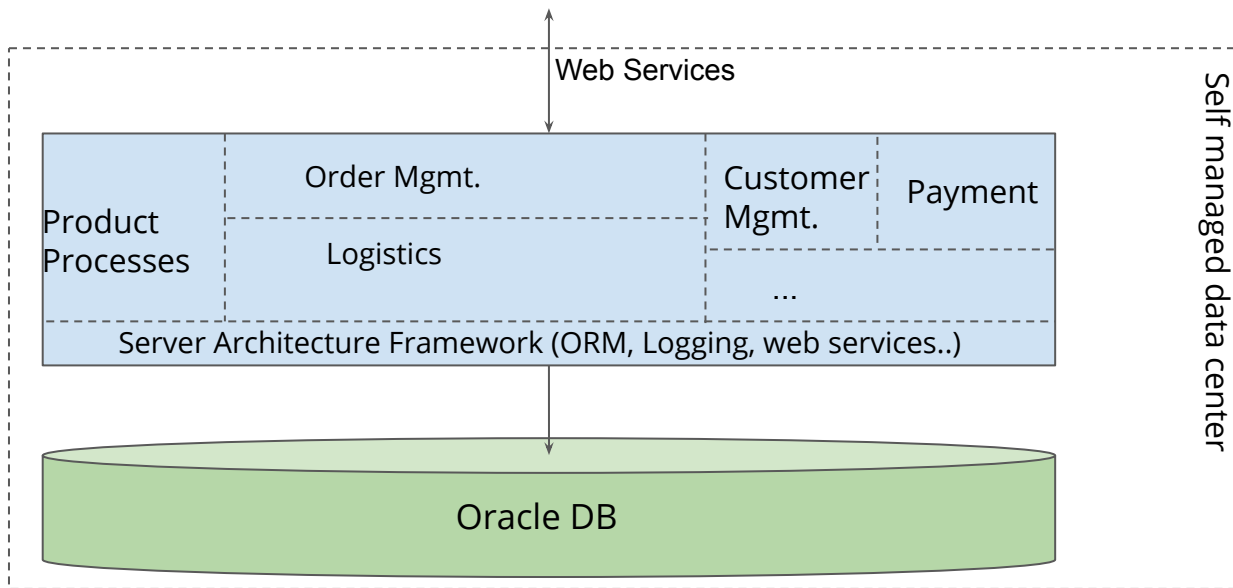 Web Services
Self managed data center
Order Mgmt.
Customer
Mgmt.
Payment
Product
Processes
Logistics
...
Server Architecture Framework (ORM, Logging, web services..)
Oracle DB